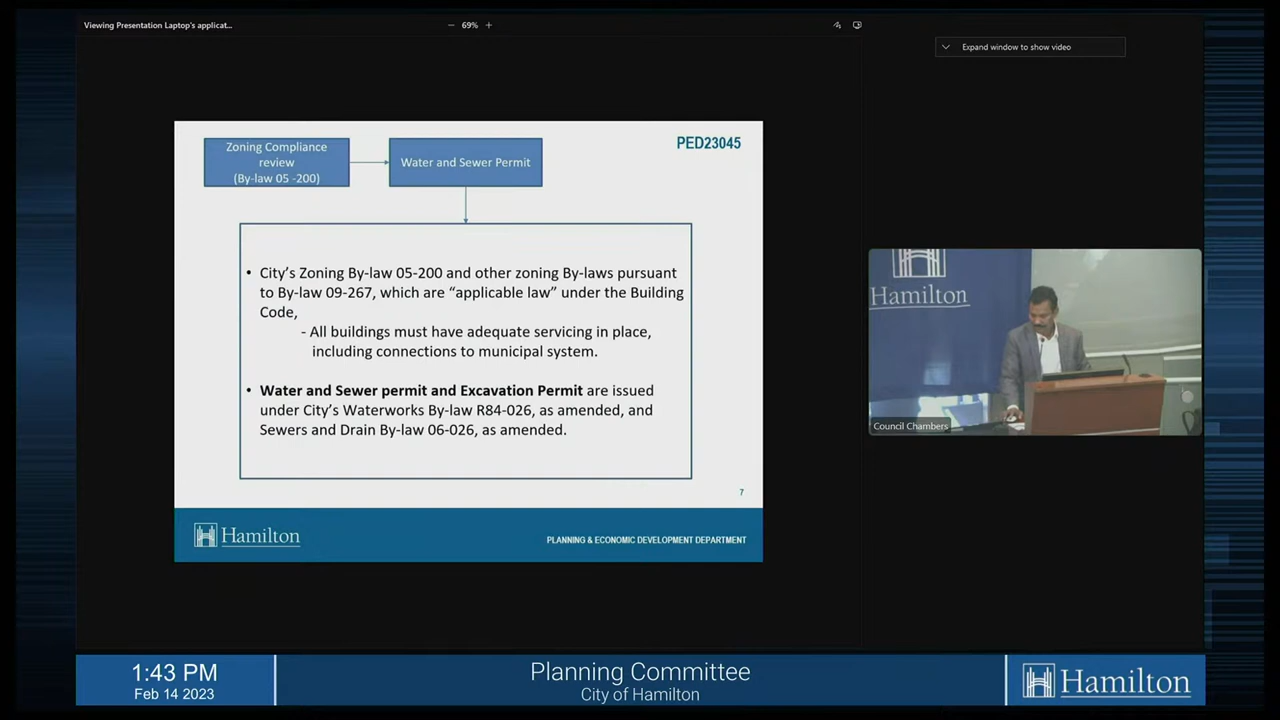 Viewing Presentation Laptop's applicat...
69%
Expand window to show video
PED23045
Zoning Compliance
review
(By-law 05 -200)
Water and Sewer Permit
• City's Zoning By-law 05-200 and other zoning By-laws pursuant
to By-law 09-267, which are “applicable law” under the Building
Code,
- All buildings must have adequate servicing in place,
including connections to municipal system.
• Water and Sewer permit and Excavation Permit are issued
under City's Waterworks By-law R84-026, as amended, and
Sewers and Drain By-law 06-026, as amended.
7
Hamilton
PLANNING & ECONOMIC DEVELOPMENT DEPARTMENT
Hamilton
Council Chambers
1:43 PM
Feb 14 2023
Planning Committee
City of Hamilton
Hamilton